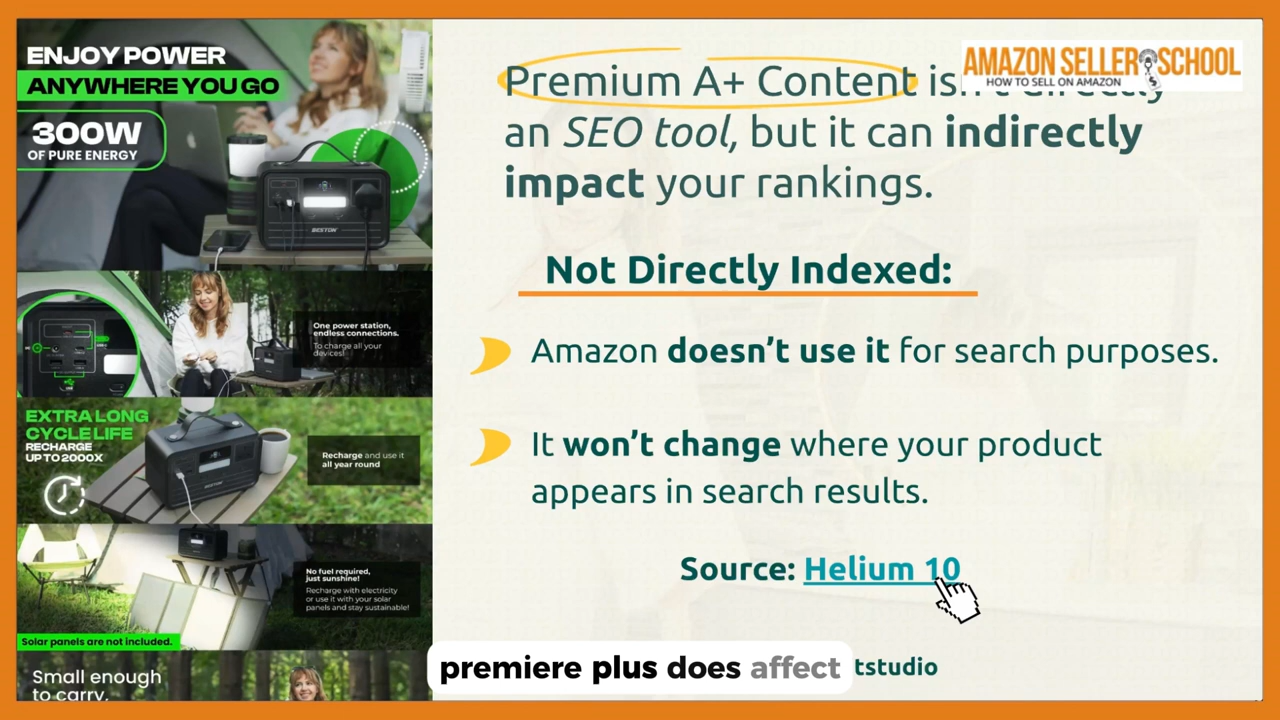 ENJOY POWER
ANYWHERE YOU GO
300W
OF PURE ENERGY
BEETON
One power station,
endless connections.
To charge all your
devices!
EXTRA LONG
CYCLE LIFE
RECHARGE
UP TO 2000X
Recharge and use it
all year round
BEETON
No fuel required,
just sunshine!
Recharge with electricity
or use it with your solar
panels and stay sustainable!
Solar panels are not included.
Small enough
to carry,
AMAZON SELLER SCHOOL
HOW TO SELL ON AMAZON
Premium A+ Content isn't directly
an SEO tool, but it can indirectly
impact your rankings.
Not Directly Indexed:
Amazon doesn't use it for search purposes.
It won't change where your product
appears in search results.
Source: Helium 10
tstudio
premiere plus does affect